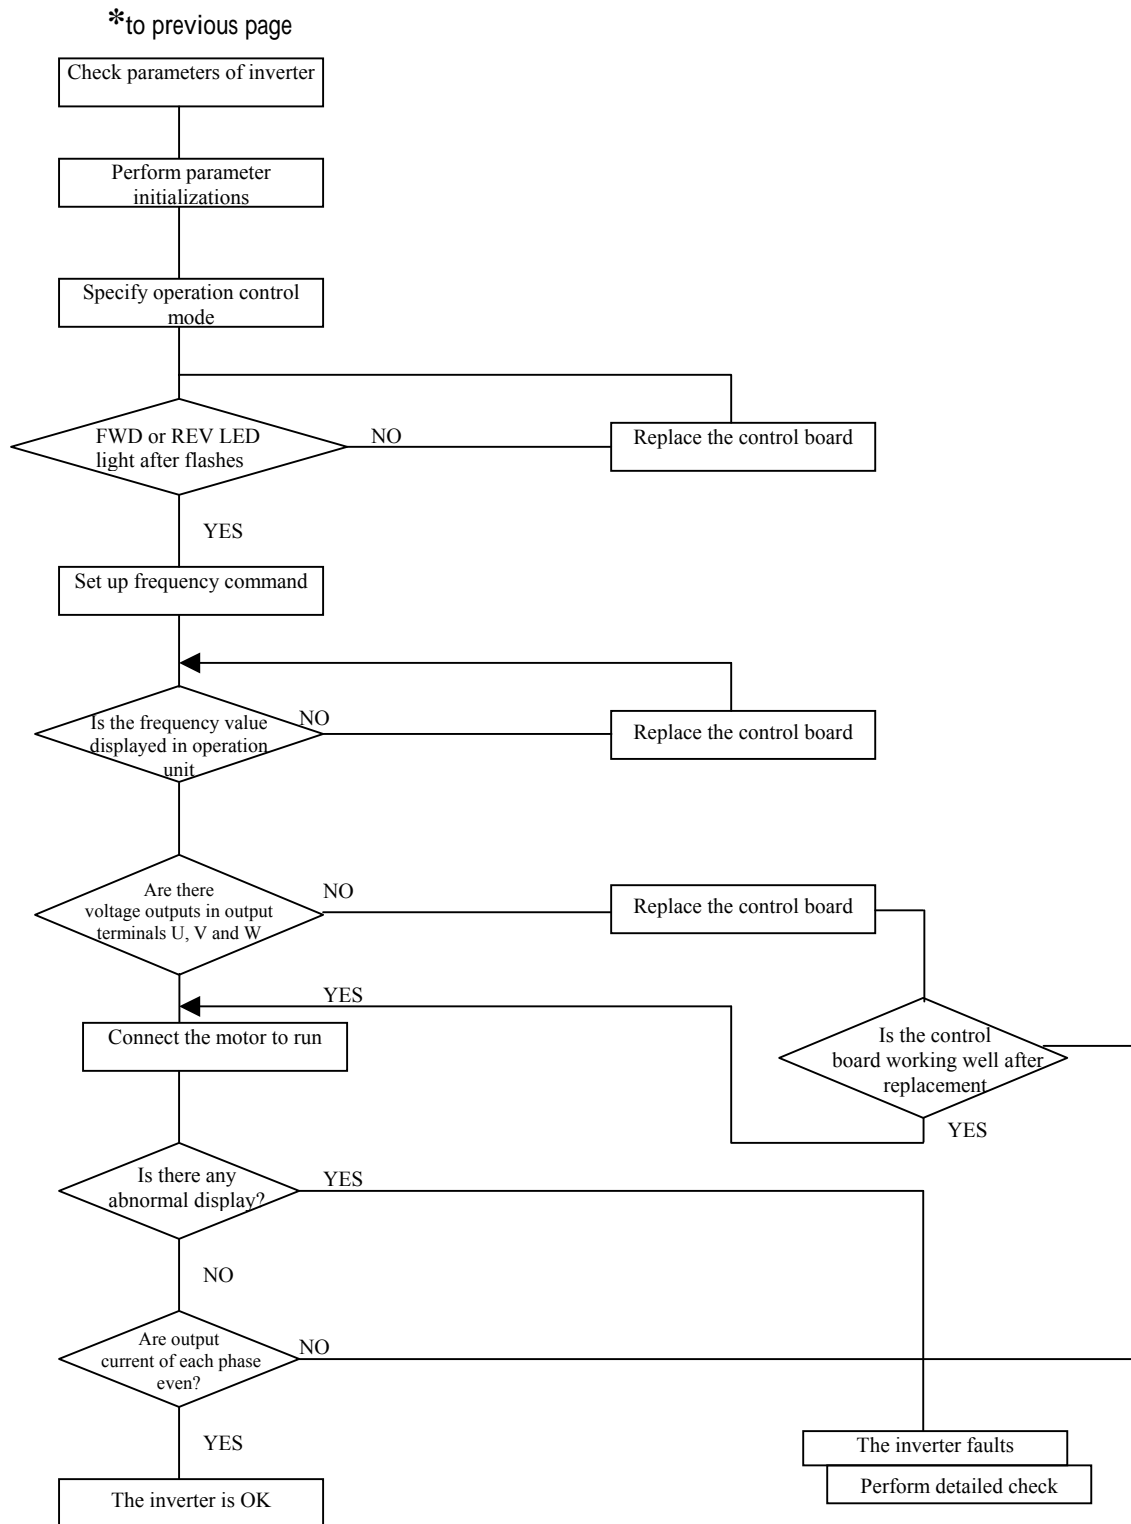 *to previous page
Check parameters of inverter
Perform parameter
initializations
Specify operation control
mode
FWD or REV LED
light after flashes
NO
Replace the control board
YES
Set up frequency command
Is the frequency value
displayed in operation
unit
NO
Replace the control board
Are there
voltage outputs in output
terminals U, V and W
NO
Replace the control board
YES
Connect the motor to run
Is the control
board working well after
replacement
YES
Is there any
abnormal display?
YES
NO
Are output
current of each phase
even?
NO
YES
The inverter faults
Perform detailed check
The inverter is OK